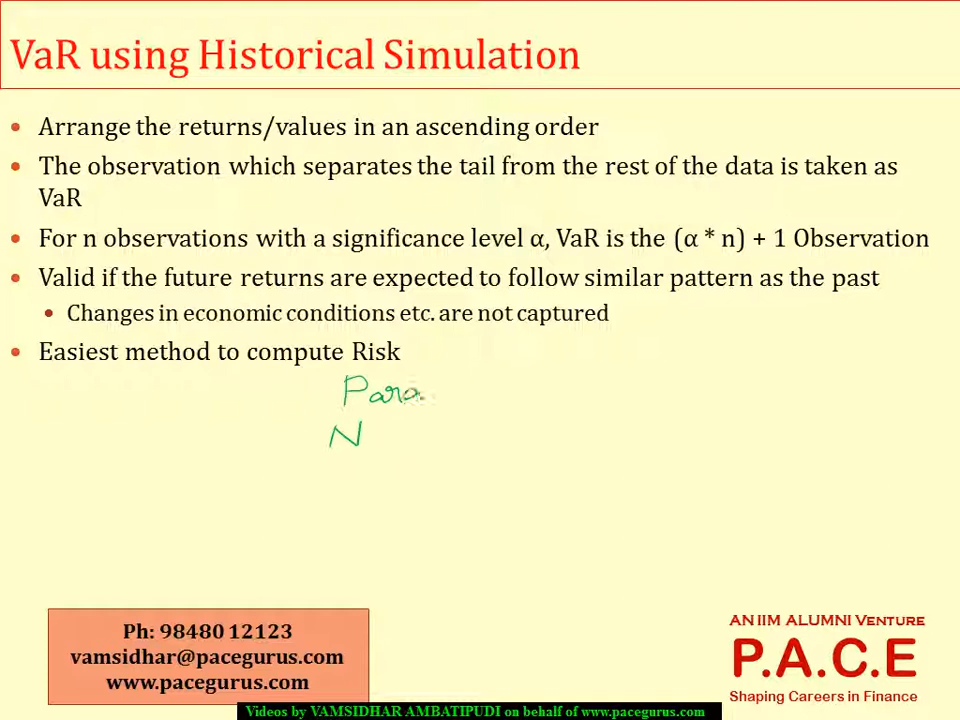 VaR using Historical Simulation
• Arrange the returns/values in an ascending order
• The observation which separates the tail from the rest of the data is taken as
VaR
• For n observations with a significance level α, VaR is the (α * n) + 1 Observation
• Valid if the future returns are expected to follow similar pattern as the past
• Changes in economic conditions etc. are not captured
• Easiest method to compute Risk
Para
N
Ph: 98480 12123
vamsidhar@pacegurus.com
www.pacegurus.com
AN IIM ALUMNI VENTURE
P.A.C.E
Shaping Careers in Finance
Videos by VAMSIDHAR AMBATIPUDI on behalf of www.pacegurus.com